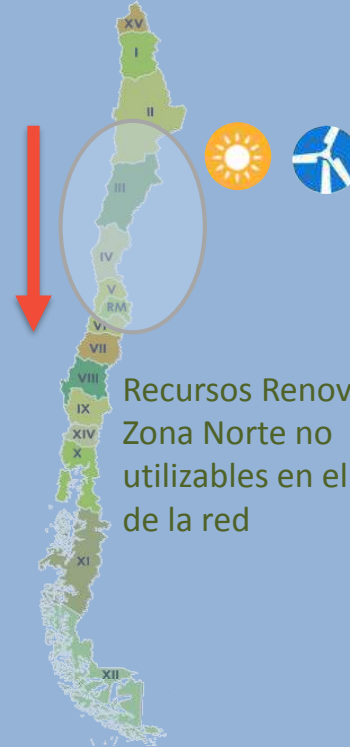 XV
I
II
III
IV
V
RM
VI
VII
VIII
IX
XIV
X
XI
XII
Recursos Renov
Zona Norte no
utilizables en el
de la red